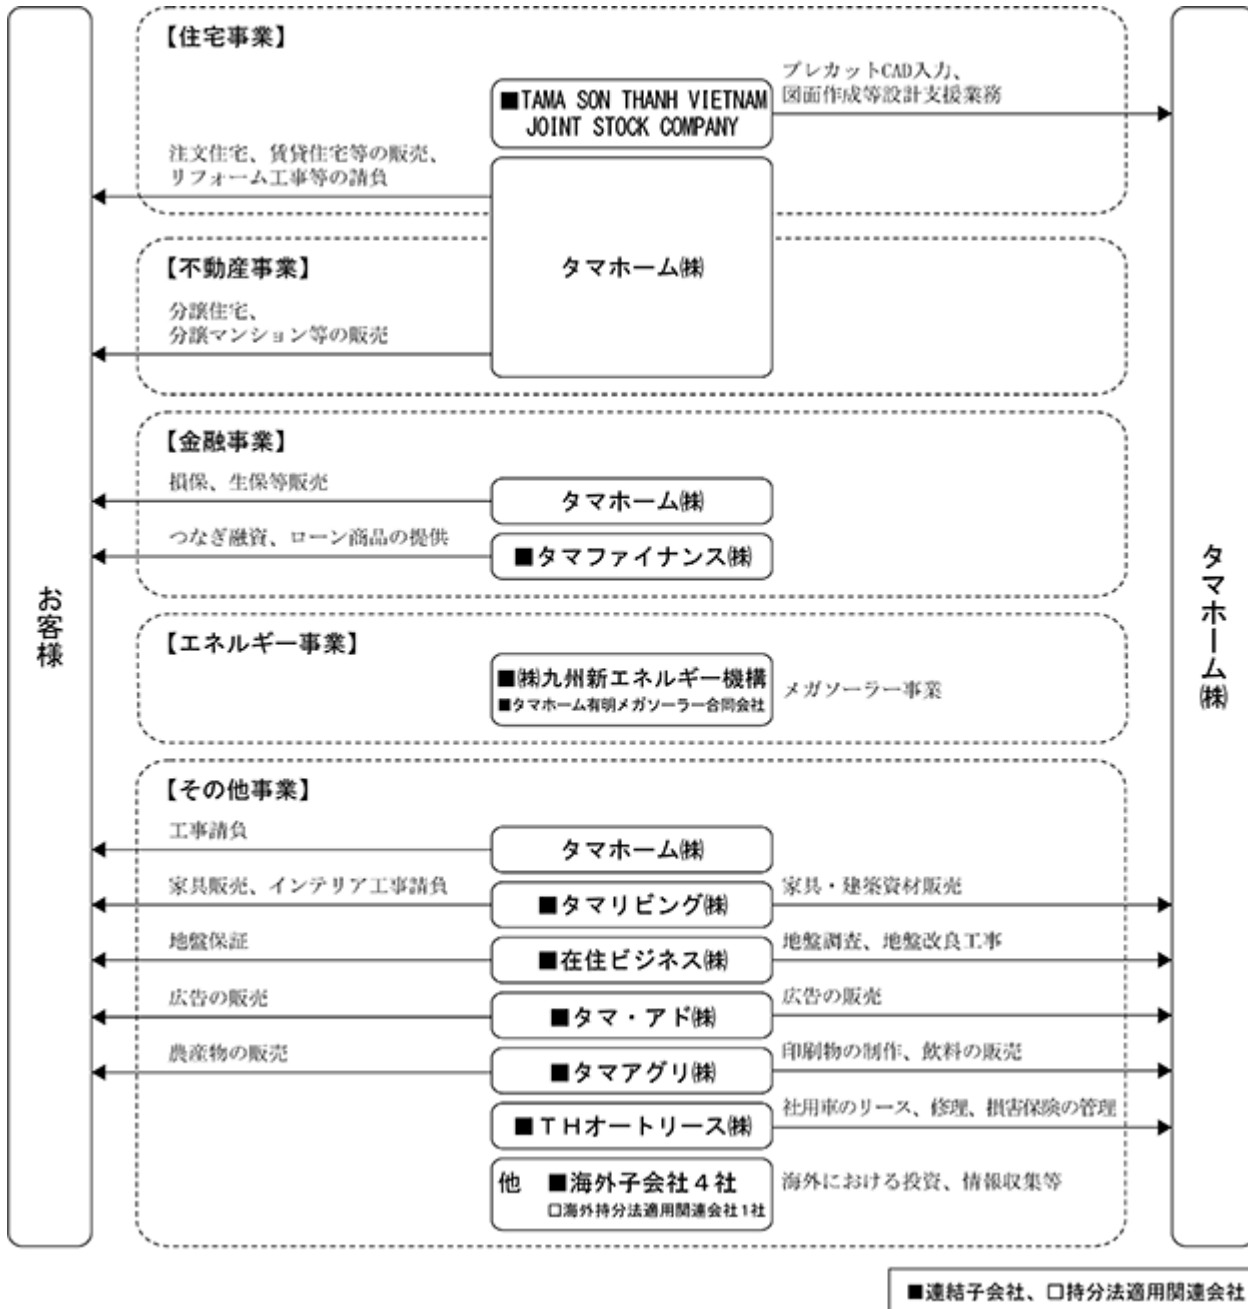 【住宅事業】
■TAMA SON THANH VIETNAM
JOINT STOCK COMPANY
プレカットCAD入力、
図面作成等設計支援業務
注文住宅、賃貸住宅等の販売、
リフォーム工事等の請負
タマホーム㈱
【不動産事業】
分譲住宅、
分譲マンション等の販売
【金融事業】
損保、生保等販売
タマホーム㈱
つなぎ融資、ローン商品の提供
■タマファイナンス㈱
お客様
タマホーム㈱
【エネルギー事業】
■㈱九州新エネルギー機構
■タマホーム有明メガソーラー合同会社
メガソーラー事業
【その他事業】
工事請負
タマホーム㈱
家具販売、インテリア工事請負
■タマリビング㈱
家具・建築資材販売
地盤保証
■在住ビジネス㈱
地盤調査、地盤改良工事
広告の販売
■タマ・アド㈱
広告の販売
農産物の販売
■タマアグリ㈱
印刷物の制作、飲料の販売
■ＴＨオートリース㈱
社用車のリース、修理、損害保険の管理
他 ■海外子会社４社
□海外持分法適用関連会社１社
海外における投資、情報収集等
■連結子会社、□持分法適用関連会社